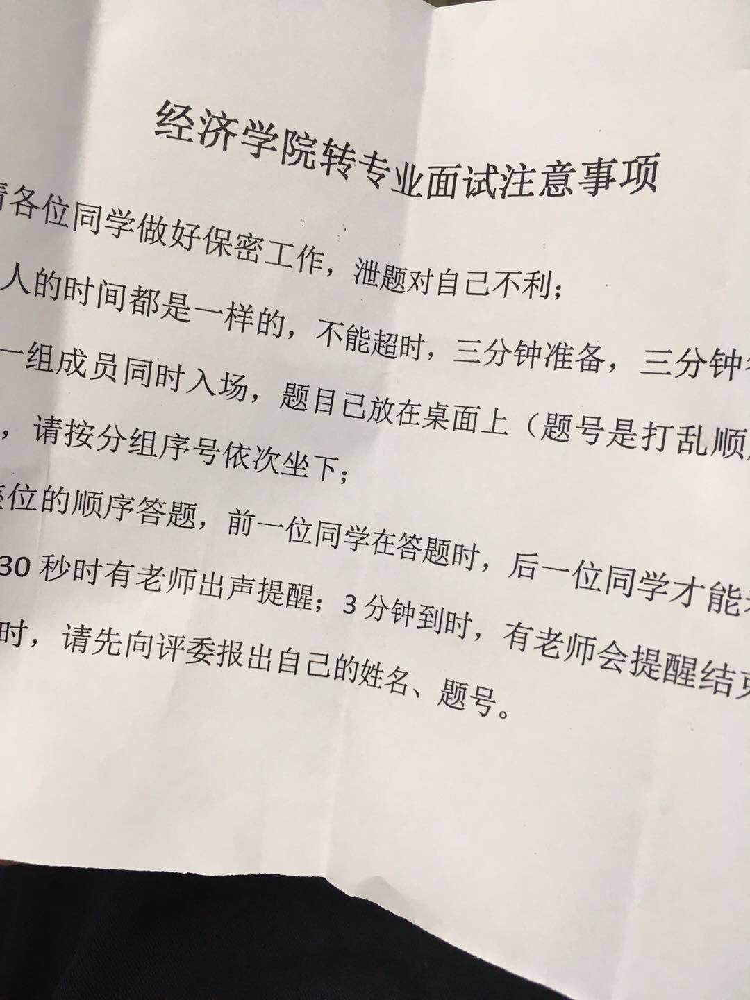 经济学院转专业面试注意事项
请各位同学做好保密工作，泄题对自己不利；
人的时间都是一样的，不能超时，三分钟准备，三分钟
一组成员同时入场，题目己放在桌面上（题号是打乱顺
，请按分组序号依次坐下；
座位的顺序答题，前一位同学在答题时，后一位同学才能
30 秒时有老师出声提醒；3 分钟到时，有老师会提醒结束
时，请先向评委报出自己的姓名、题号。